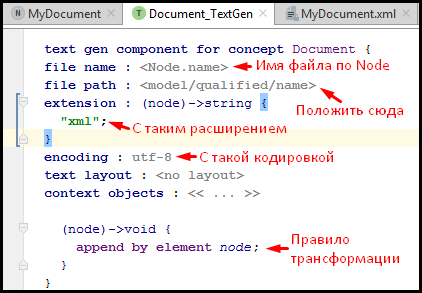 MyDocument × Document_TextGen × MyDocument.xml ×
text gen component for concept Document {
file name : <Node.name> Имя файла по Node
file path : <model/qualified/name>
extension : (node)->string { Положить сюда
"xml"; С таким расширением
}
encoding : utf-8 С такой кодировкой
text layout : <no layout>
context objects : << ... >>
(node)->void { Правило
append by element node; трансформации
}
}